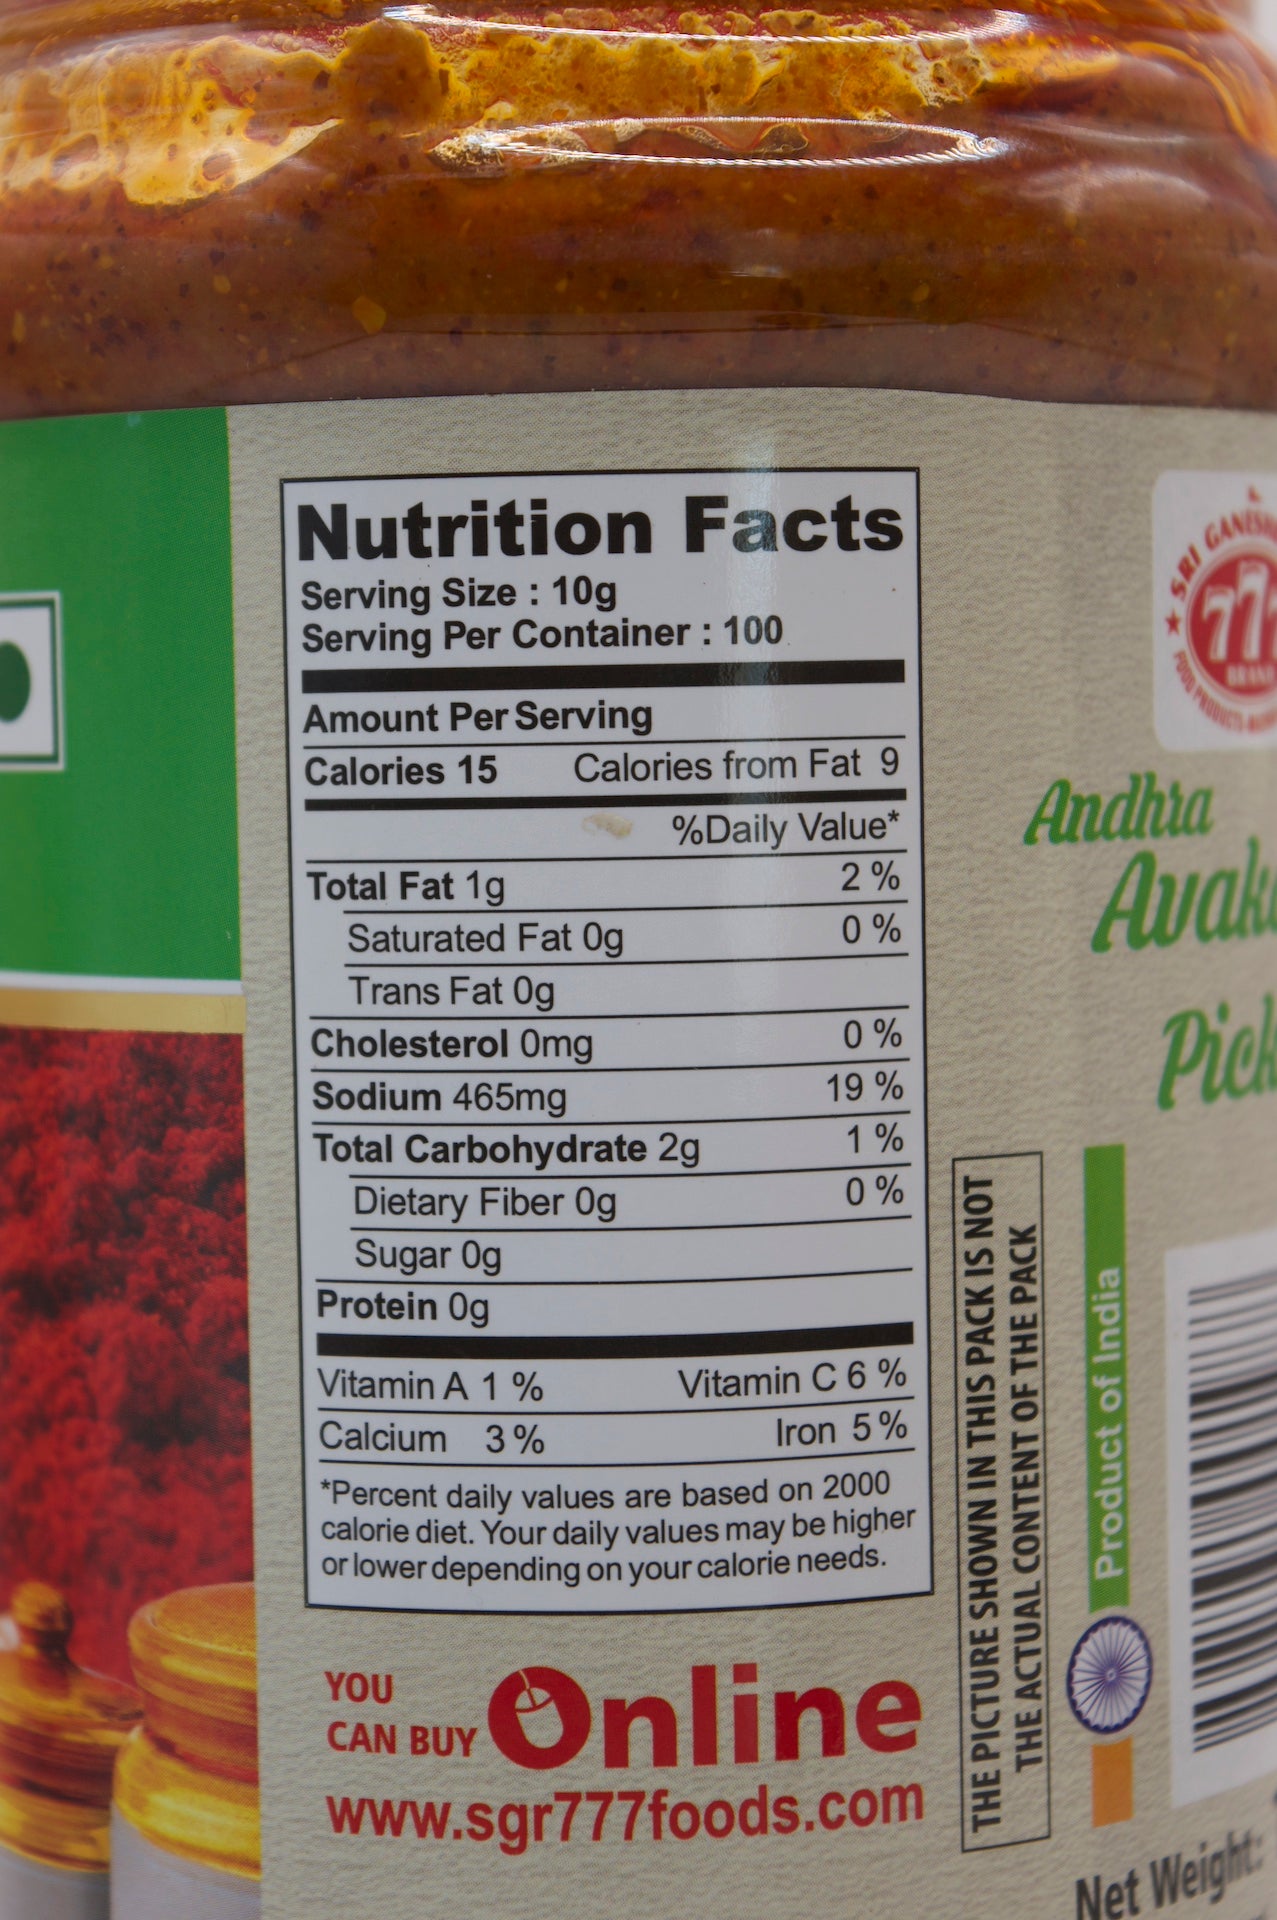 Nutrition Facts
Serving Size : 10g
Serving Per Container : 100
Amount Per Serving
Calories 15 Calories from Fat 9
%Daily Value*
Total Fat 1g 2 %
Saturated Fat 0g 0 %
Trans Fat 0g
Cholesterol 0mg 0 %
Sodium 465mg 19 %
Total Carbohydrate 2g 1 %
Dietary Fiber 0g 0 %
Sugar 0g
Protein 0g
Vitamin A 1 % Vitamin C 6 %
Calcium 3 % Iron 5 %
*Percent daily values are based on 2000
calorie diet. Your daily values may be higher
or lower depending on your calorie needs.
YOU
CAN BUY Online
www.sgr777foods.com
THE PICTURE SHOWN IN THIS PACK IS NOT
THE ACTUAL CONTENT OF THE PACK
SRI
777
BRAND
FOOD PRODUCTS
Andhra
Product of India
Net Weight: